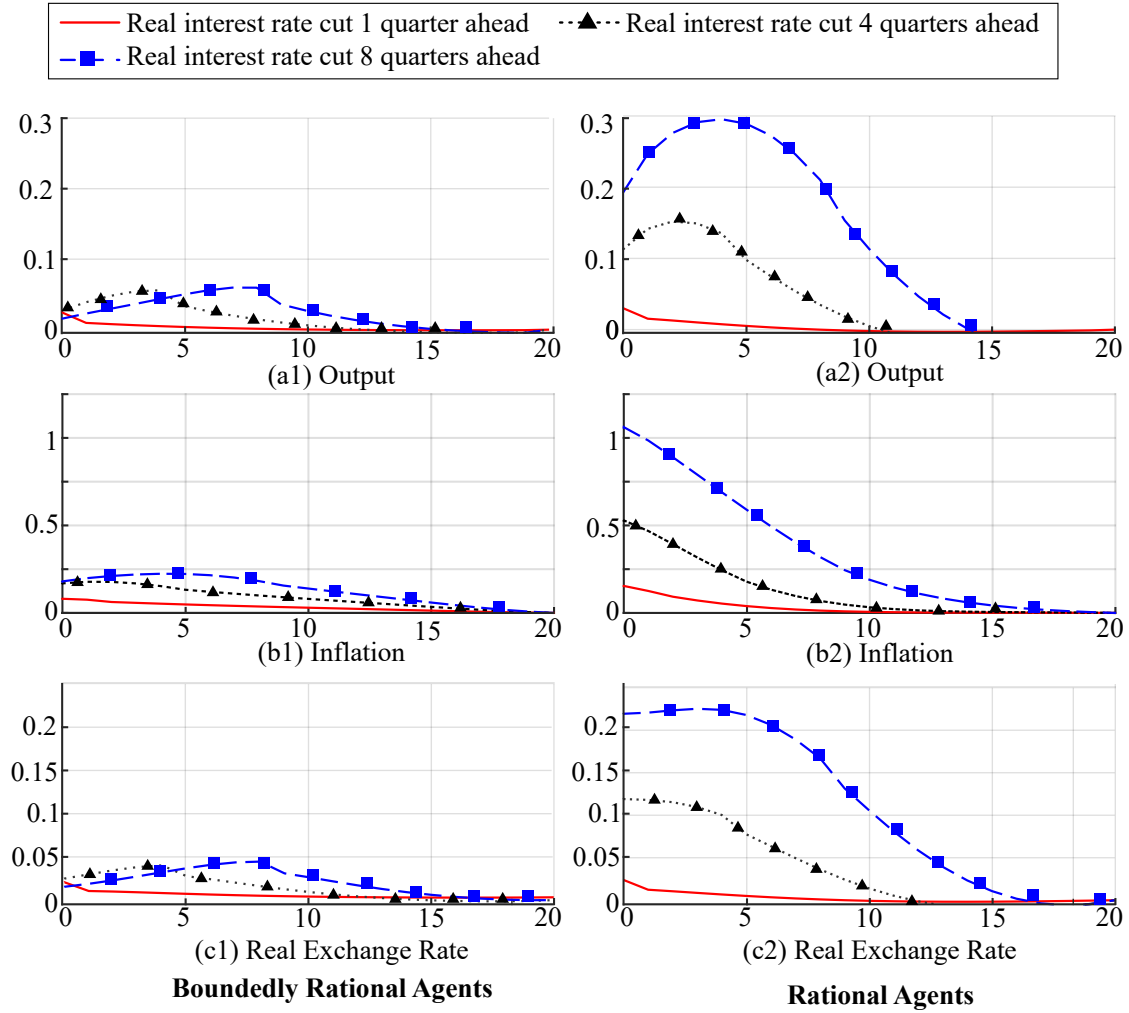 Real interest rate cut 1 quarter ahead
Real interest rate cut 4 quarters ahead
Real interest rate cut 8 quarters ahead
0.3
0.2
0.1
0
0 5 10 15 20
(a1) Output
0.3
0.2
0.1
0
0 5 10 15 20
(a2) Output
1
0.5
0
0 5 10 15 20
(b1) Inflation
1
0.5
0
0 5 10 15 20
(b2) Inflation
0.2
0.15
0.1
0.05
0
0 5 10 15 20
(c1) Real Exchange Rate
0.2
0.15
0.1
0.05
0
0 5 10 15 20
(c2) Real Exchange Rate
Boundedly Rational Agents
Rational Agents